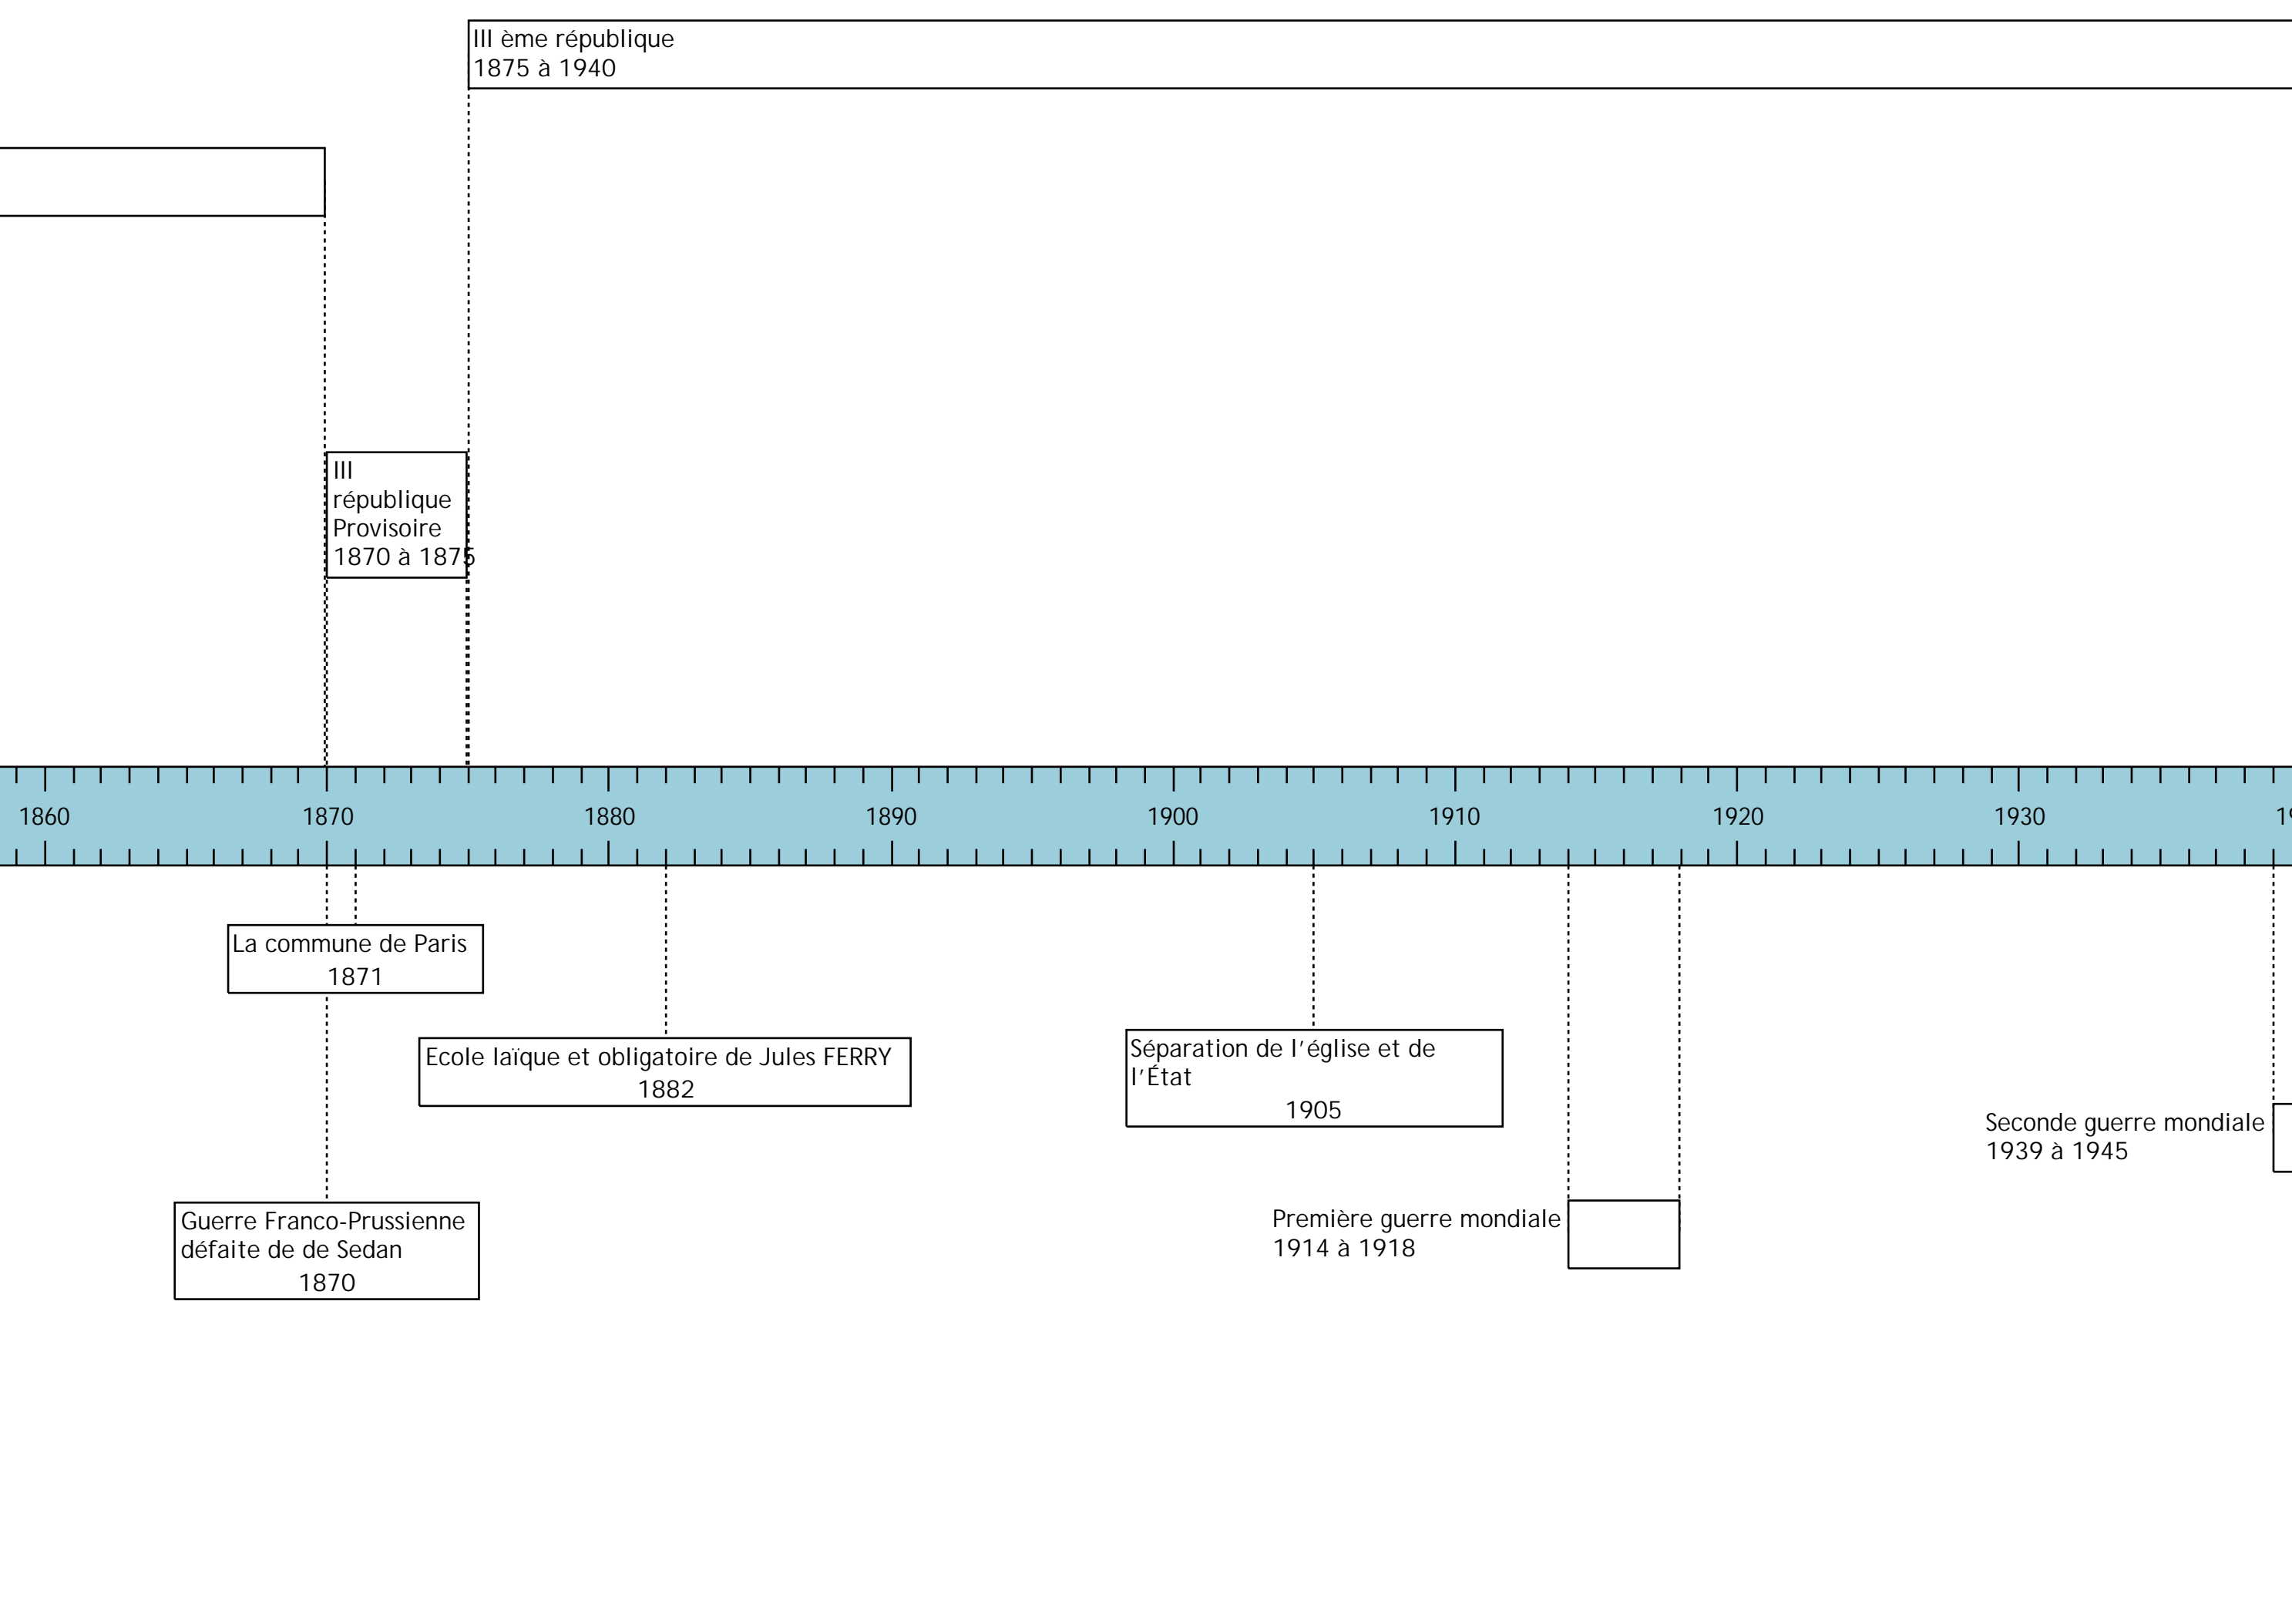 III ème république
1875 à 1940
III
république
Provisoire
1870 à 1875
1860 1870 1880 1890 1900 1910 1920 1930
La commune de Paris
1871
Ecole laïque et obligatoire de Jules FERRY
1882
Séparation de l'église et de
l'État
1905
Seconde guerre mondiale
1939 à 1945
Première guerre mondiale
1914 à 1918
Guerre Franco-Prussienne
défaite de de Sedan
1870